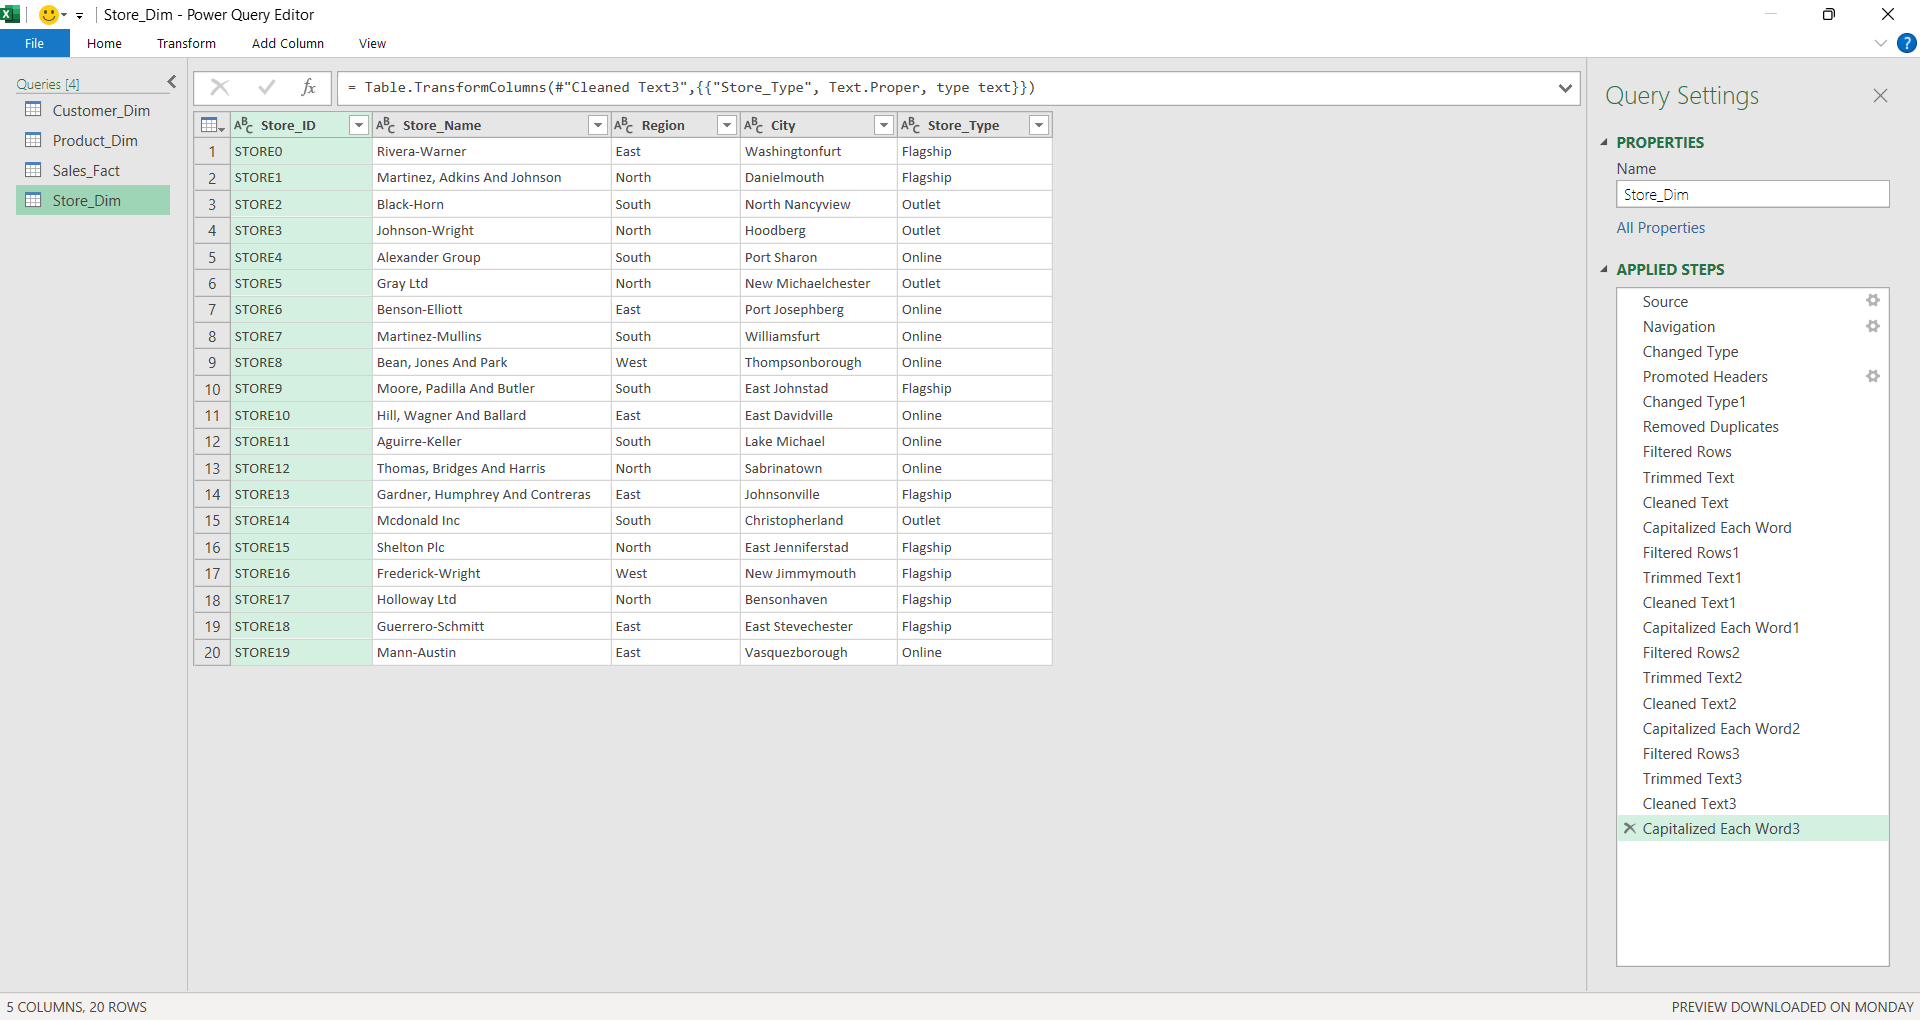 Store_Dim - Power Query Editor
File Home Transform Add Column View
?
Queries [4]
Customer_Dim
Product_Dim
Sales_Fact
Store_Dim
fx = Table.TransformColumns(#"Cleaned Text3",{{"Store_Type", Text.Proper, type text}})
ABC Store_ID ABC Store_Name ABC Region ABC City ABC Store_Type
1 STORE0 Rivera-Warner East Washingtonfurt Flagship
2 STORE1 Martinez, Adkins And Johnson North Danielmouth Flagship
3 STORE2 Black-Horn South North Nancyview Outlet
4 STORE3 Johnson-Wright North Hoodberg Outlet
5 STORE4 Alexander Group South Port Sharon Online
6 STORE5 Gray Ltd North New Michaelchester Outlet
7 STORE6 Benson-Elliott East Port Josephberg Online
8 STORE7 Martinez-Mullins South Williamsfurt Online
9 STORE8 Bean, Jones And Park West Thompsonborough Online
10 STORE9 Moore, Padilla And Butler South East Johnstad Flagship
11 STORE10 Hill, Wagner And Ballard East East Davidville Online
12 STORE11 Aguirre-Keller South Lake Michael Online
13 STORE12 Thomas, Bridges And Harris North Sabrinatown Online
14 STORE13 Gardner, Humphrey And Contreras East Johnsonville Flagship
15 STORE14 Mcdonald Inc South Christopherland Outlet
16 STORE15 Shelton Plc North East Jenniferstad Flagship
17 STORE16 Frederick-Wright West New Jimmymouth Flagship
18 STORE17 Holloway Ltd North Bensonhaven Flagship
19 STORE18 Guerrero-Schmitt East East Stevechester Flagship
20 STORE19 Mann-Austin East Vasquezborough Online
Query Settings
PROPERTIES
Name
Store_Dim
All Properties
APPLIED STEPS
Source
Navigation
Changed Type
Promoted Headers
Changed Type1
Removed Duplicates
Filtered Rows
Trimmed Text
Cleaned Text
Capitalized Each Word
Filtered Rows1
Trimmed Text1
Cleaned Text1
Capitalized Each Word1
Filtered Rows2
Trimmed Text2
Cleaned Text2
Capitalized Each Word2
Filtered Rows3
Trimmed Text3
Cleaned Text3
Capitalized Each Word3
5 COLUMNS, 20 ROWS
PREVIEW DOWNLOADED ON MONDAY